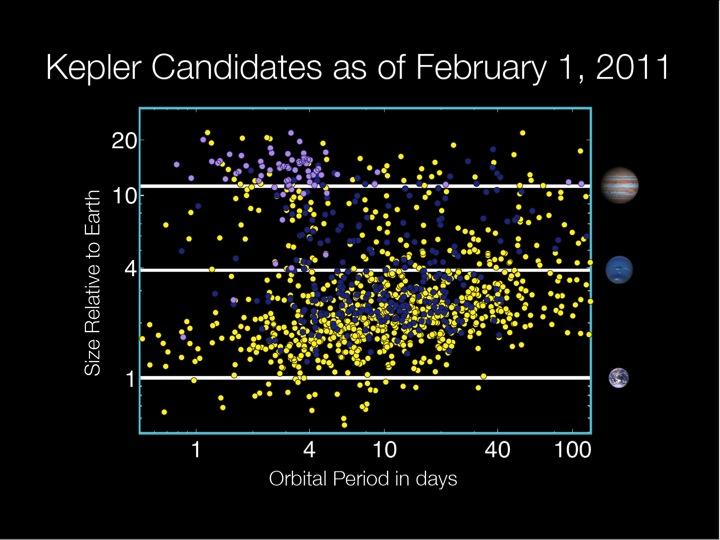 Kepler Candidates as of February 1, 2011
Size Relative to Earth
20
10
4
1
1 4 10 40 100
Orbital Period in days